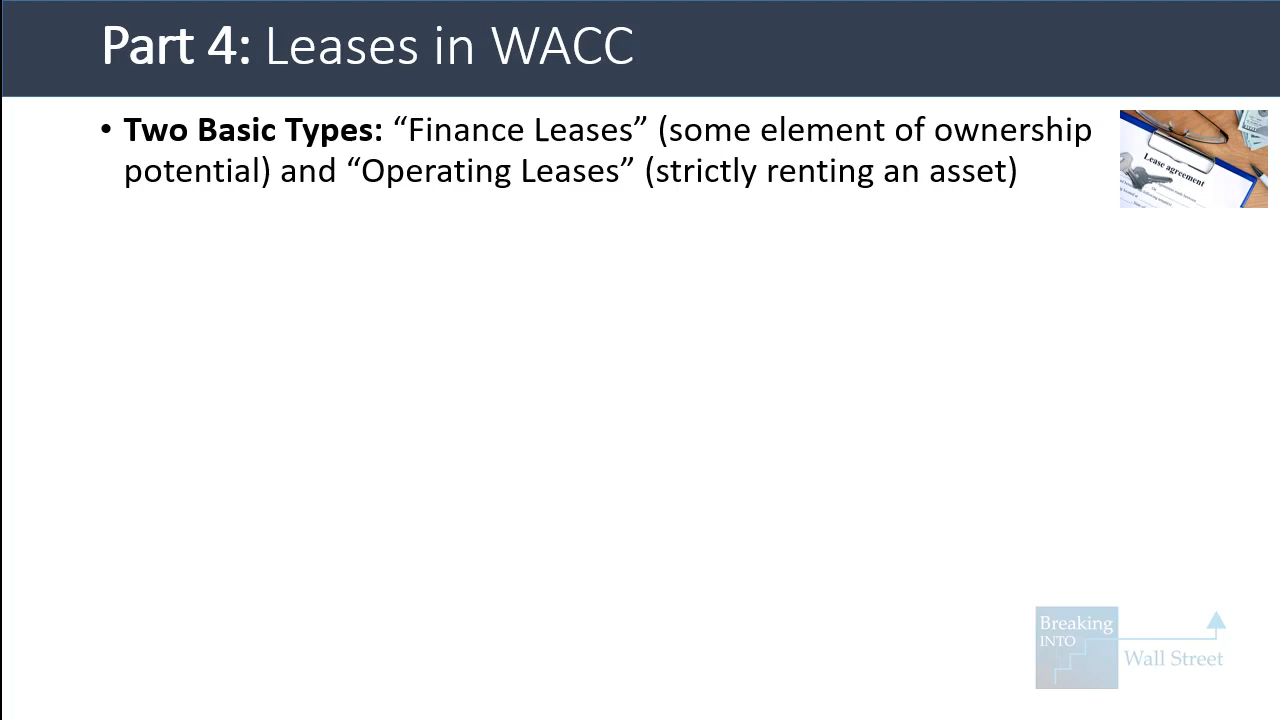 Part 4: Leases in WACC
• Two Basic Types: “Finance Leases” (some element of ownership
potential) and “Operating Leases” (strictly renting an asset)
Lease agreement
Breaking
INTO
Wall Street